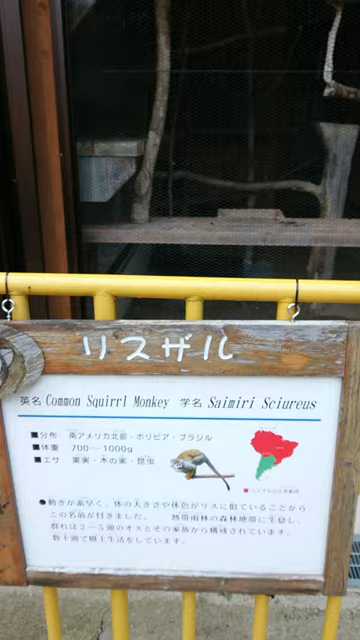 リスザル
英名 Common Squirrl Monkey 学名 Saimiri Sciureus
■分布 南アメリカ北部・ボリビア・ブラジル
■体重 700～1000g
■エサ 果実・木の実・昆虫
●動きが素早く、体の大きさや体色がリスに似ていることから
この名前が付きました。 熱帯雨林の森林地帯に生息し、
群れは2～5頭のオスとその家族から構成されています。
数十頭で樹上生活をしています。